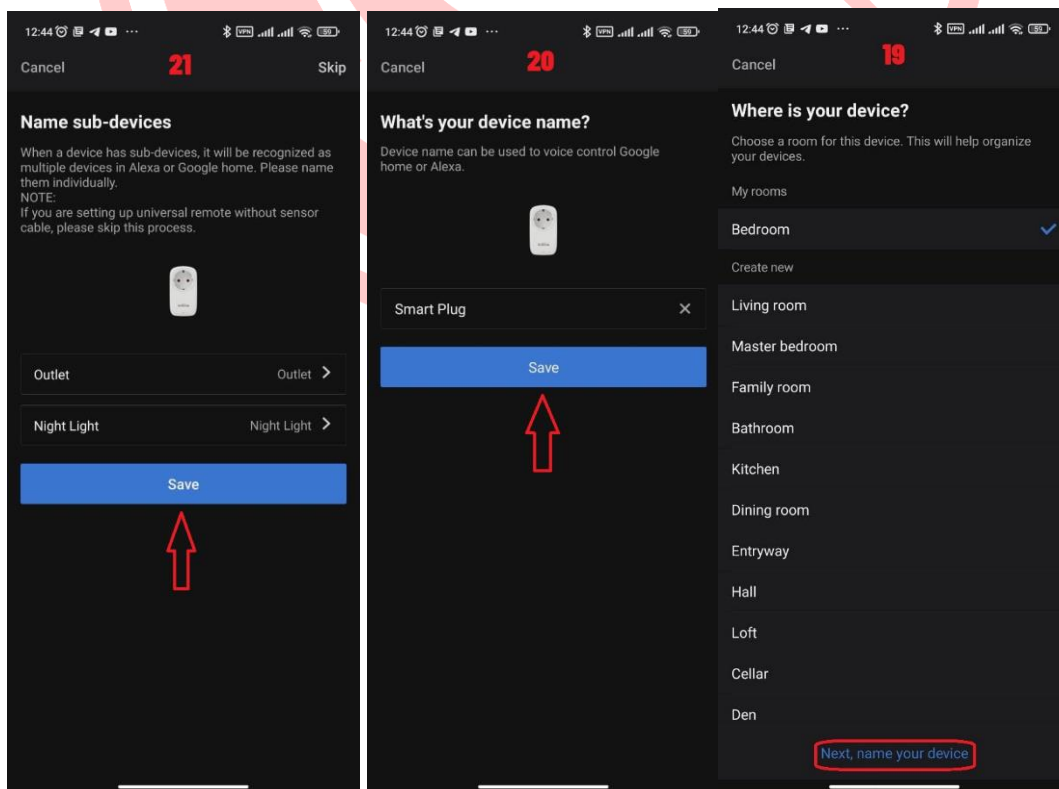 12:44
VPN
59
Cancel
21
Skip
Name sub-devices
When a device has sub-devices, it will be recognized as
multiple devices in Alexa or Google home. Please name
them individually.
NOTE:
If you are setting up universal remote without sensor
cable, please skip this process.
Outlet
Outlet >
Night Light
Night Light >
Save
12:44
VPN
59
Cancel
20
What's your device name?
Device name can be used to voice control Google
home or Alexa.
Smart Plug
Save
12:44
VPN
59
Cancel
19
Where is your device?
Choose a room for this device. This will help organize
your devices.
My rooms
Bedroom
Create new
Living room
Master bedroom
Family room
Bathroom
Kitchen
Dining room
Entryway
Hall
Loft
Cellar
Den
Next, name your device